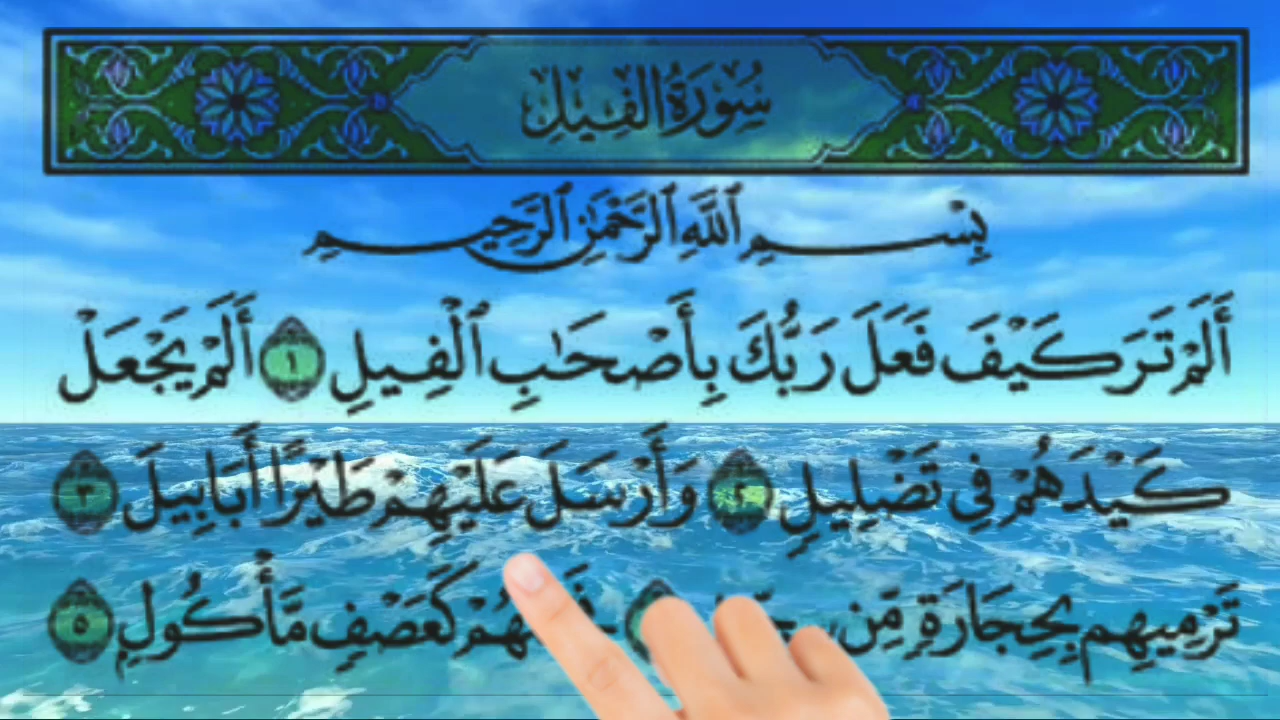 سُورَةُ الفِيلِ
بِسْمِ ٱللَّهِ ٱلرَّحْمَٰنِ ٱلرَّحِيمِ
أَلَمْ تَرَ كَيْفَ فَعَلَ رَبُّكَ بِأَصْحَٰبِ ٱلْفِيلِ ١ أَلَمْ يَجْعَلْ
كَيْدَهُمْ فِي تَضْلِيلٍ ٢ وَأَرْسَلَ عَلَيْهِمْ طَيْرًا أَبَابِيلَ ٣
تَرْمِيهِم بِحِجَارَةٍ مِّن كَعَصْفٍ مَّأْكُولٍ ٥